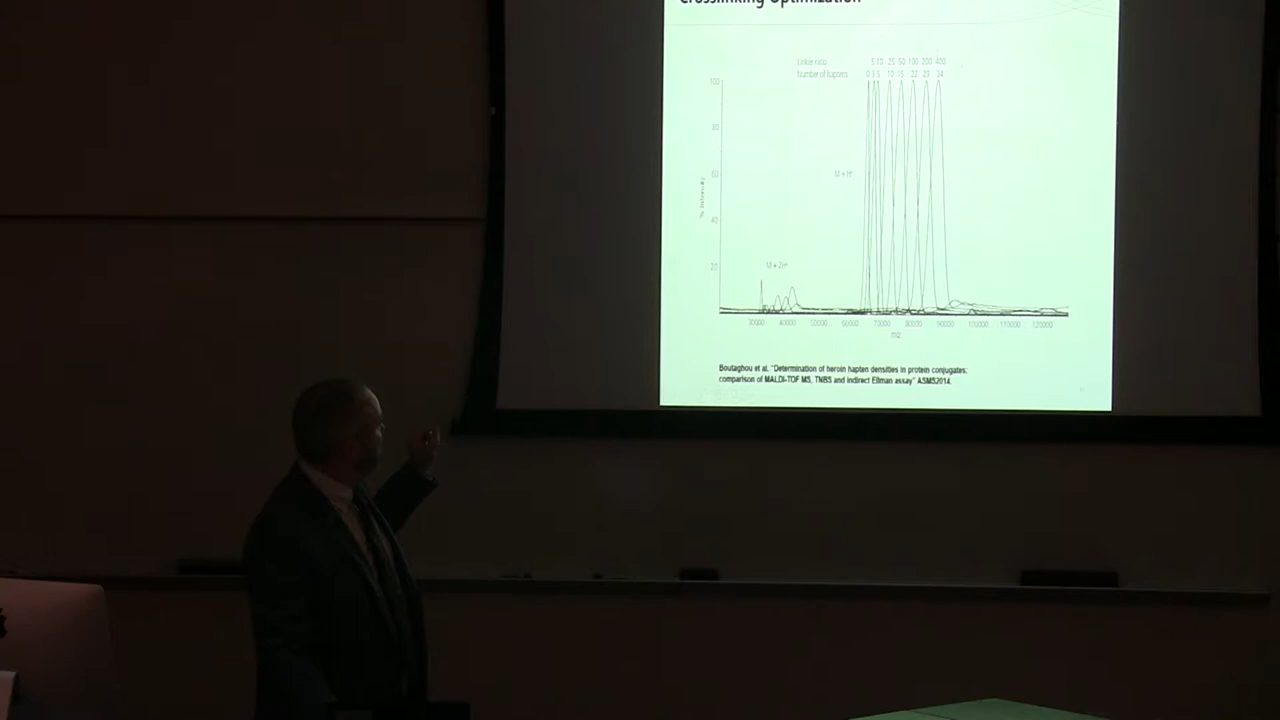 Crosslinking Optimization
Linker ratio 5 10 25 50 100 200 400
Number of haptens 0 3 5 10 15 22 29 34
100
80
60
40
20
% Intensity
M + H⁺
M + 2H⁺
30000 40000 50000 60000 70000 80000 90000 100000 110000 120000
m/z
Boutaghou et al. "Determination of heroin hapten densities in protein conjugates:
comparison of MALDI-TOF MS, TNBS and indirect Ellman assay" ASMS2014.